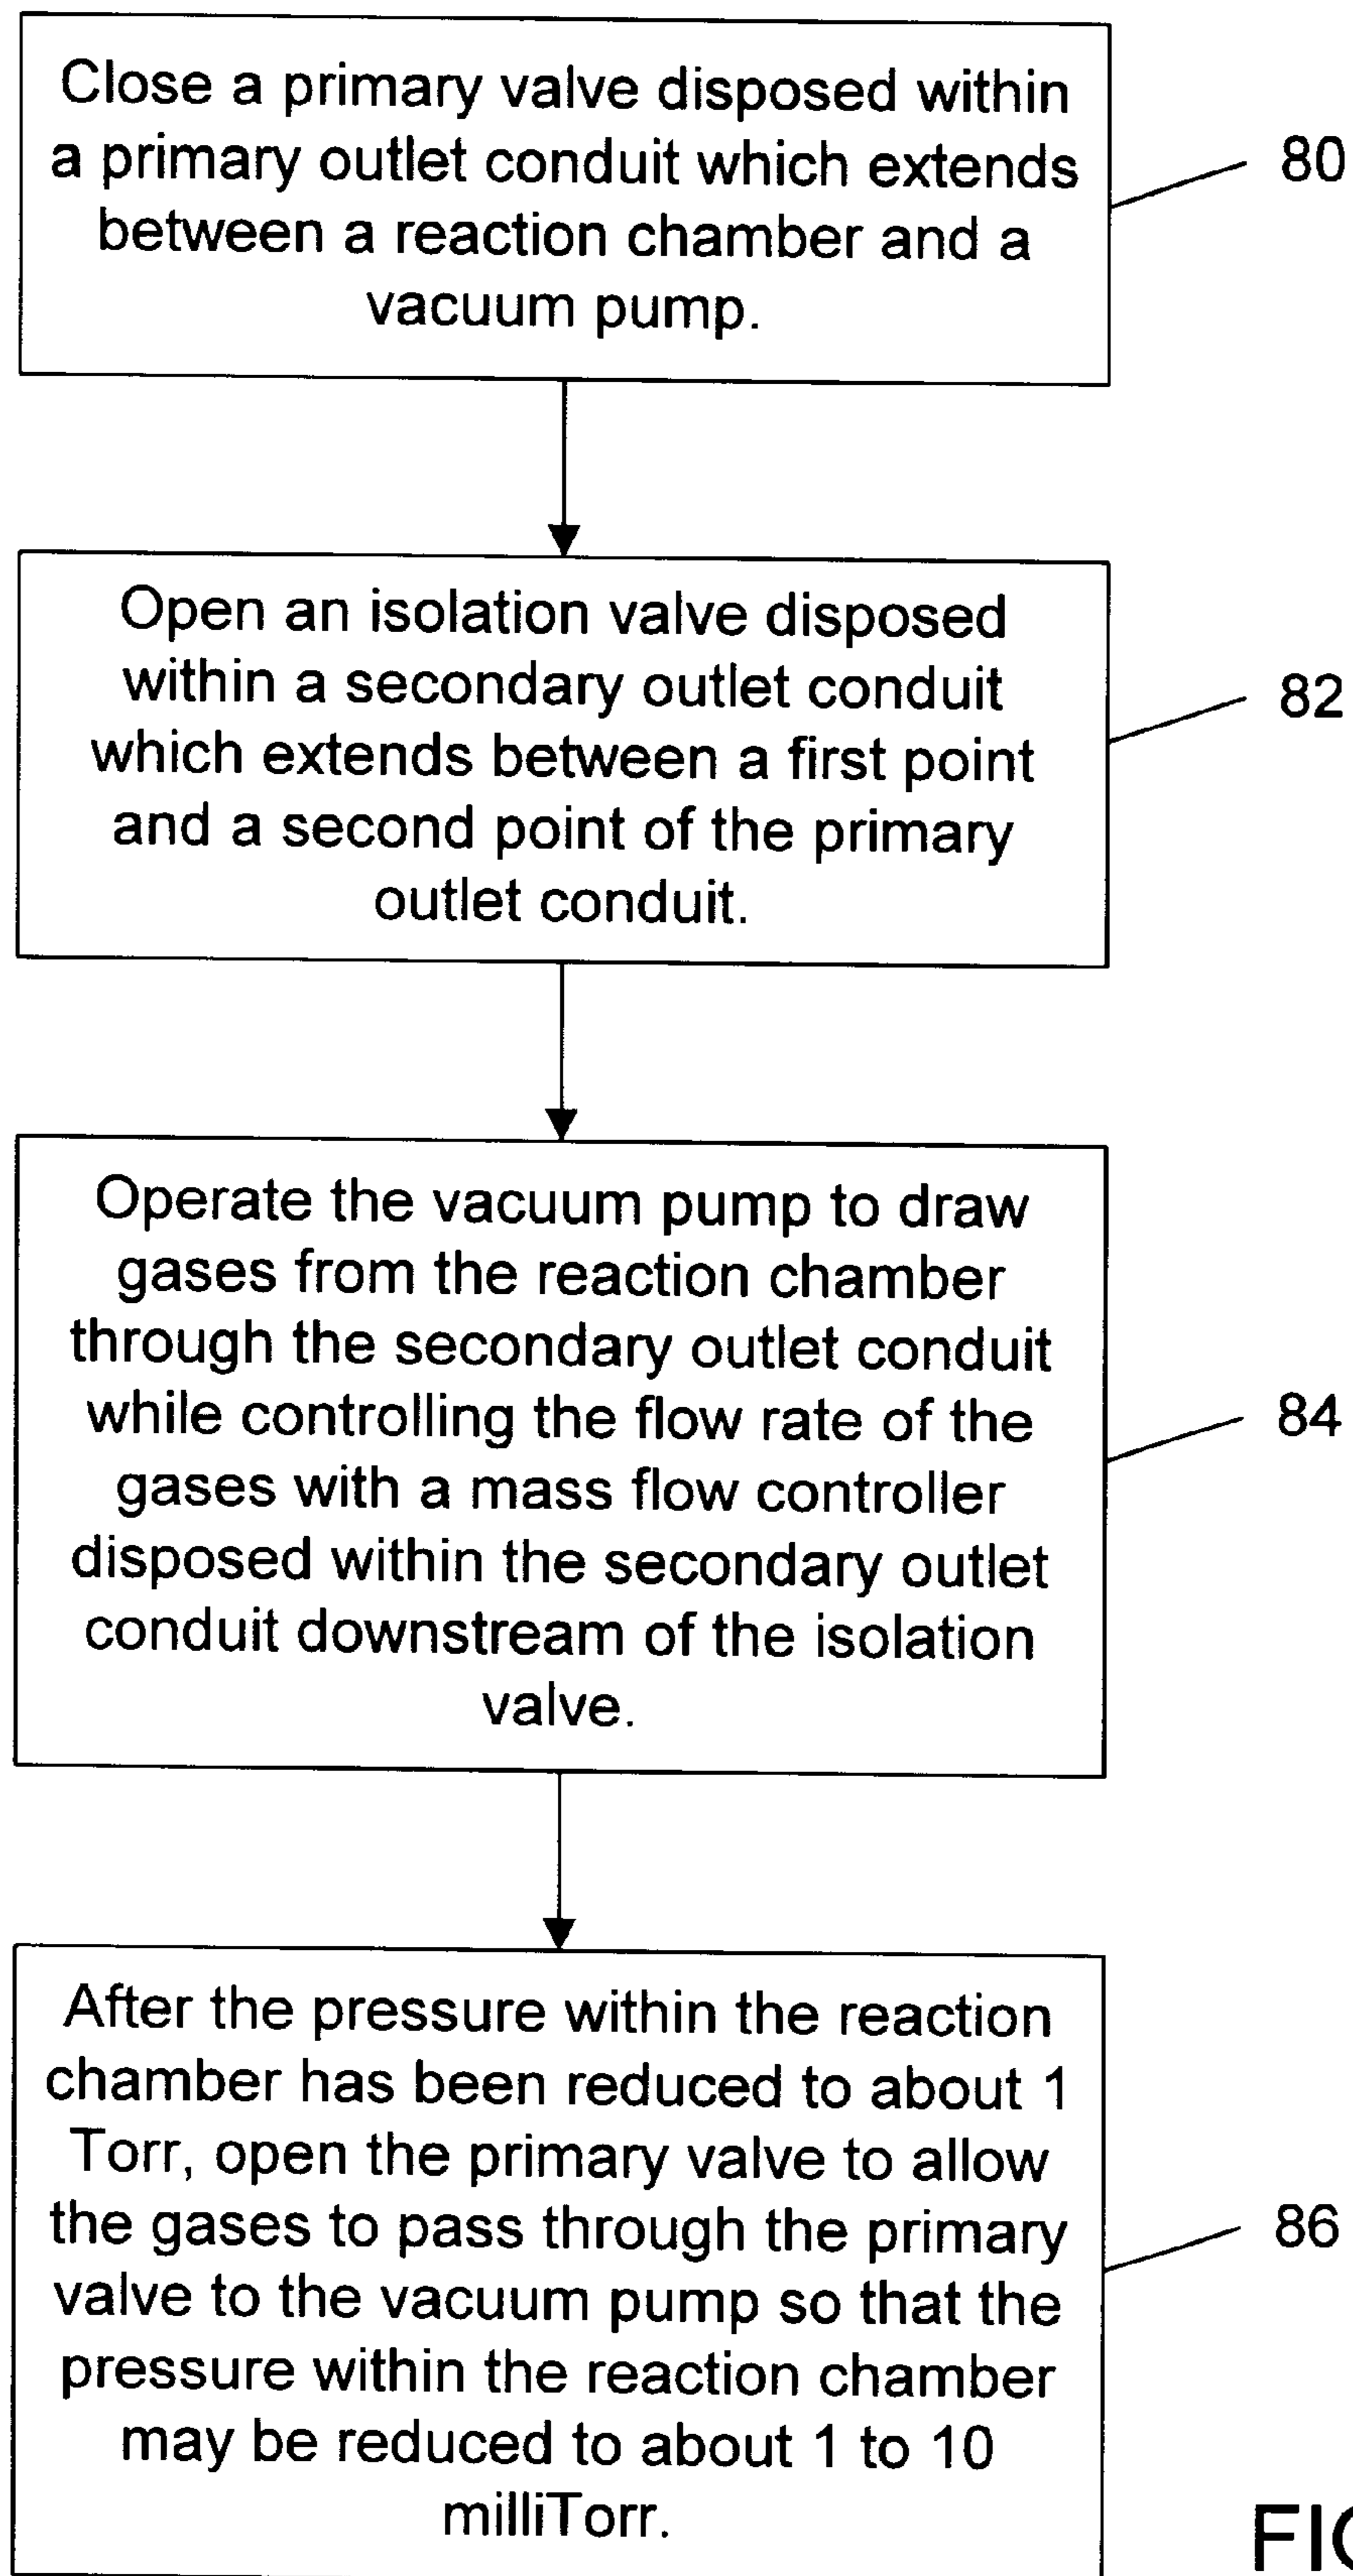 Close a primary valve disposed within
a primary outlet conduit which extends
between a reaction chamber and a
vacuum pump.
80
Open an isolation valve disposed
within a secondary outlet conduit
which extends between a first point
and a second point of the primary
outlet conduit.
82
Operate the vacuum pump to draw
gases from the reaction chamber
through the secondary outlet conduit
while controlling the flow rate of the
gases with a mass flow controller
disposed within the secondary outlet
conduit downstream of the isolation
valve.
84
After the pressure within the reaction
chamber has been reduced to about 1
Torr, open the primary valve to allow
the gases to pass through the primary
valve to the vacuum pump so that the
pressure within the reaction chamber
may be reduced to about 1 to 10
milliTorr.
86